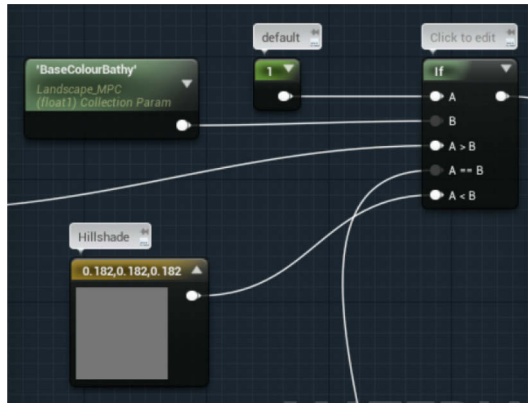 default
Click to edit
'BaseColourBathy'
Landscape_MPC
(float1) Collection Param
1
If
A
B
A > B
A == B
A < B
Hillshade
0.182,0.182,0.182